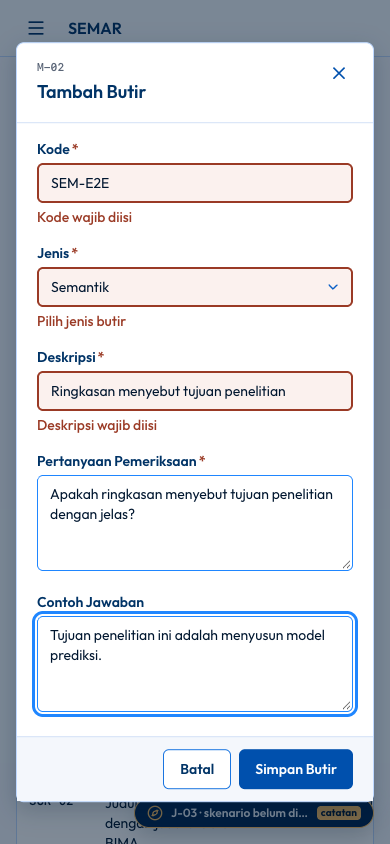 SEMAR
M–02
Tambah Butir
Kode *
SEM-E2E
Kode wajib diisi
Jenis *
Semantik
Pilih jenis butir
Deskripsi *
Ringkasan menyebut tujuan penelitian
Deskripsi wajib diisi
Pertanyaan Pemeriksaan *
Apakah ringkasan menyebut tujuan penelitian
dengan jelas?
Contoh Jawaban
Tujuan penelitian ini adalah menyusun model
prediksi.
Batal
Simpan Butir
J-03 · skenario belum di...
catatan
BIMA